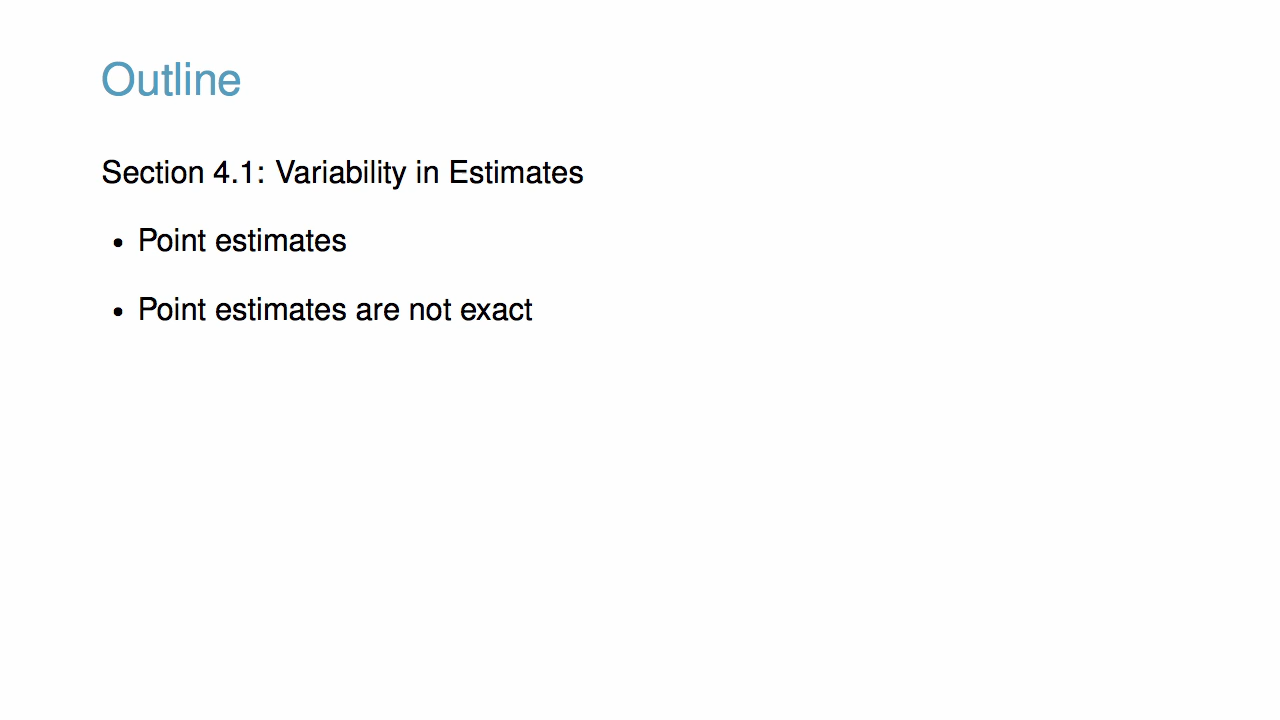 Outline
Section 4.1: Variability in Estimates
• Point estimates
• Point estimates are not exact